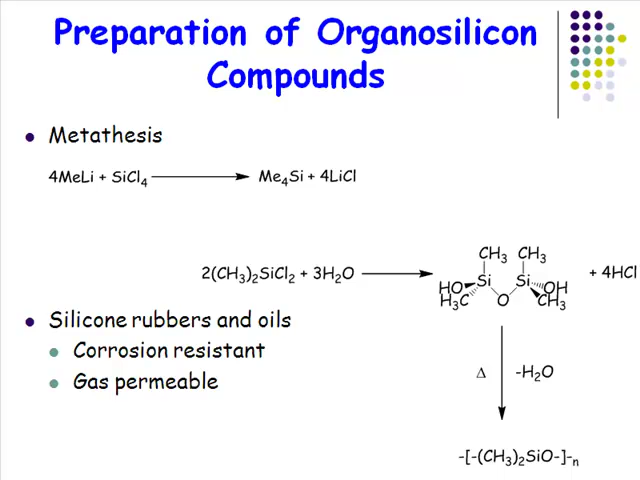 Preparation of Organosilicon
Compounds
● Metathesis
4MeLi + SiCl₄ ⟶ Me₄Si + 4LiCl
CH₃ CH₃
2(CH₃)₂SiCl₂ + 3H₂O ⟶ HO Si Si OH + 4HCl
H₃C O CH₃
● Silicone rubbers and oils
● Corrosion resistant
● Gas permeable
Δ -H₂O
-[-(CH₃)₂SiO-]-ₙ